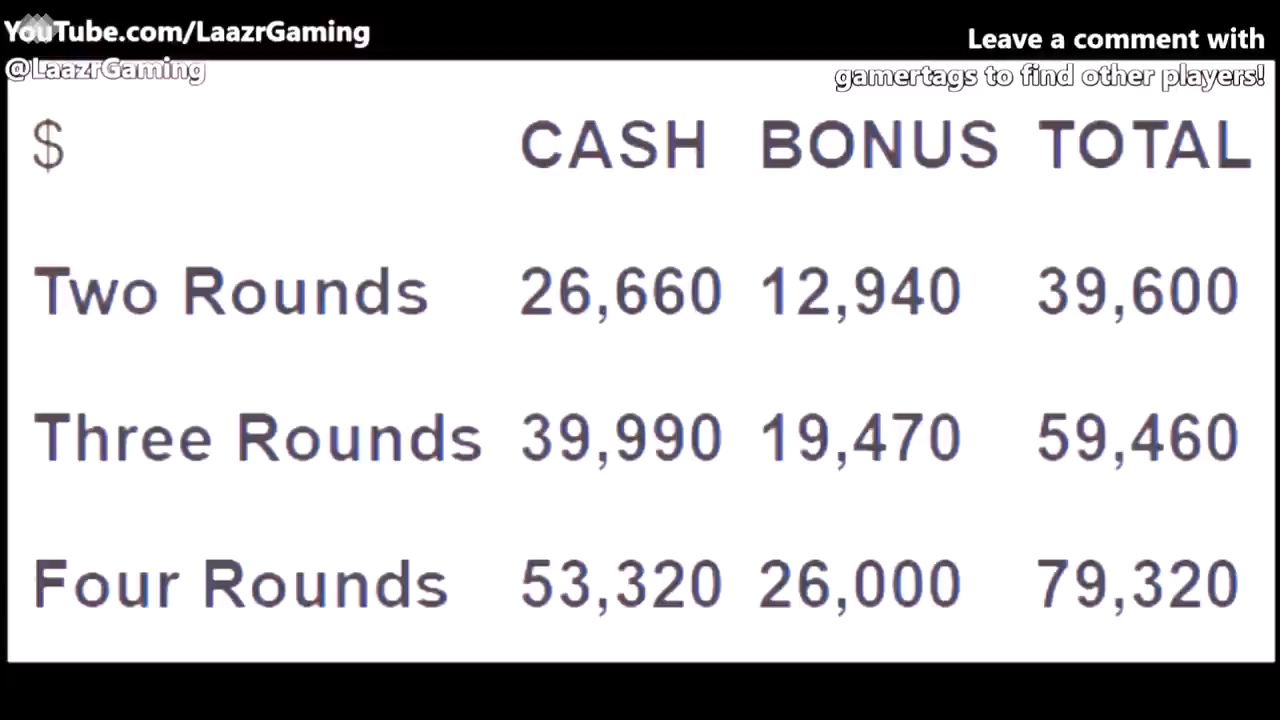 YouTube.com/LaazrGaming
@LaazrGaming
Leave a comment with
gamertags to find other players!
$ CASH BONUS TOTAL
Two Rounds 26,660 12,940 39,600
Three Rounds 39,990 19,470 59,460
Four Rounds 53,320 26,000 79,320